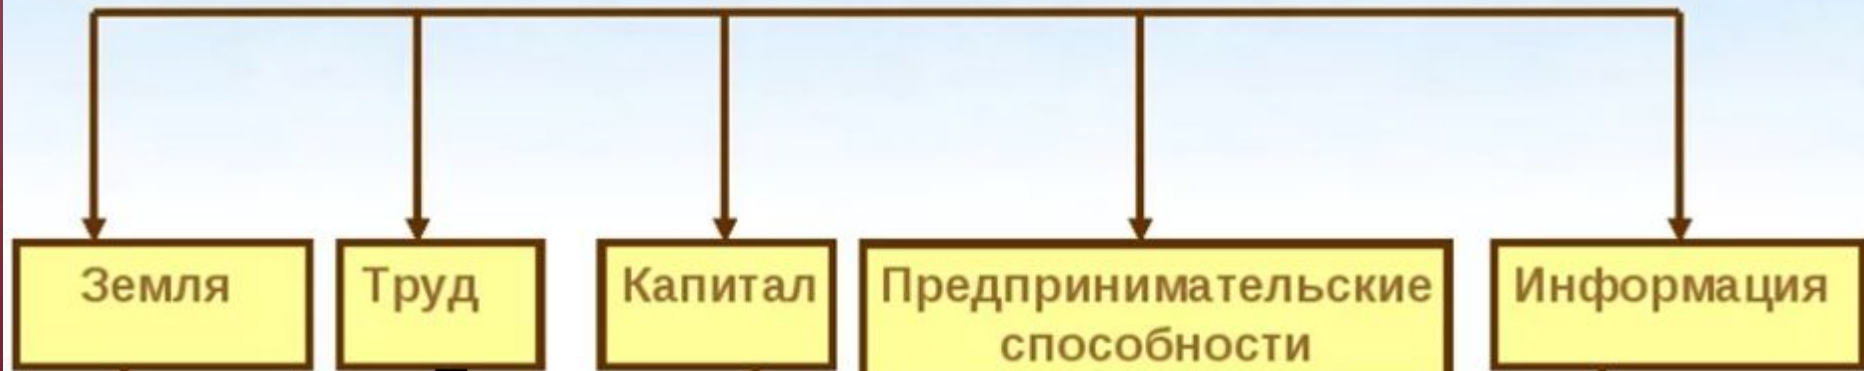 Земля
Труд
Капитал
Предпринимательские
способности
Информация